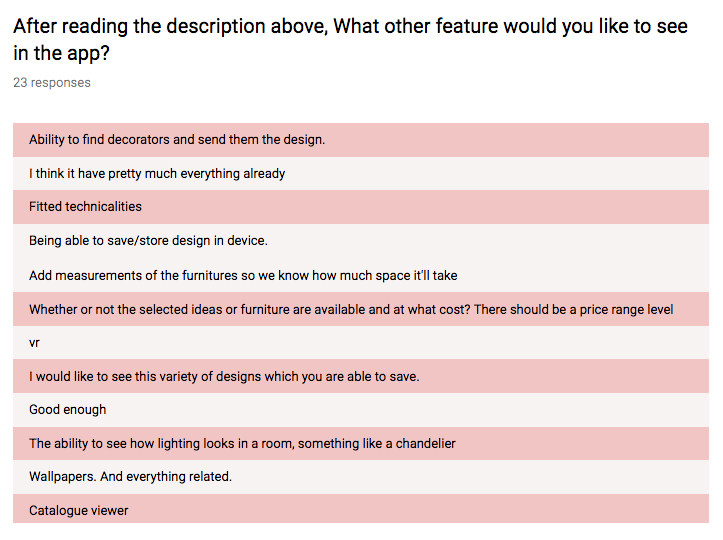 After reading the description above, What other feature would you like to see
in the app?
23 responses
Ability to find decorators and send them the design.
I think it have pretty much everything already
Fitted technicalities
Being able to save/store design in device.
Add measurements of the furnitures so we know how much space it'll take
Whether or not the selected ideas or furniture are available and at what cost? There should be a price range level
vr
I would like to see this variety of designs which you are able to save.
Good enough
The ability to see how lighting looks in a room, something like a chandelier
Wallpapers. And everything related.
Catalogue viewer